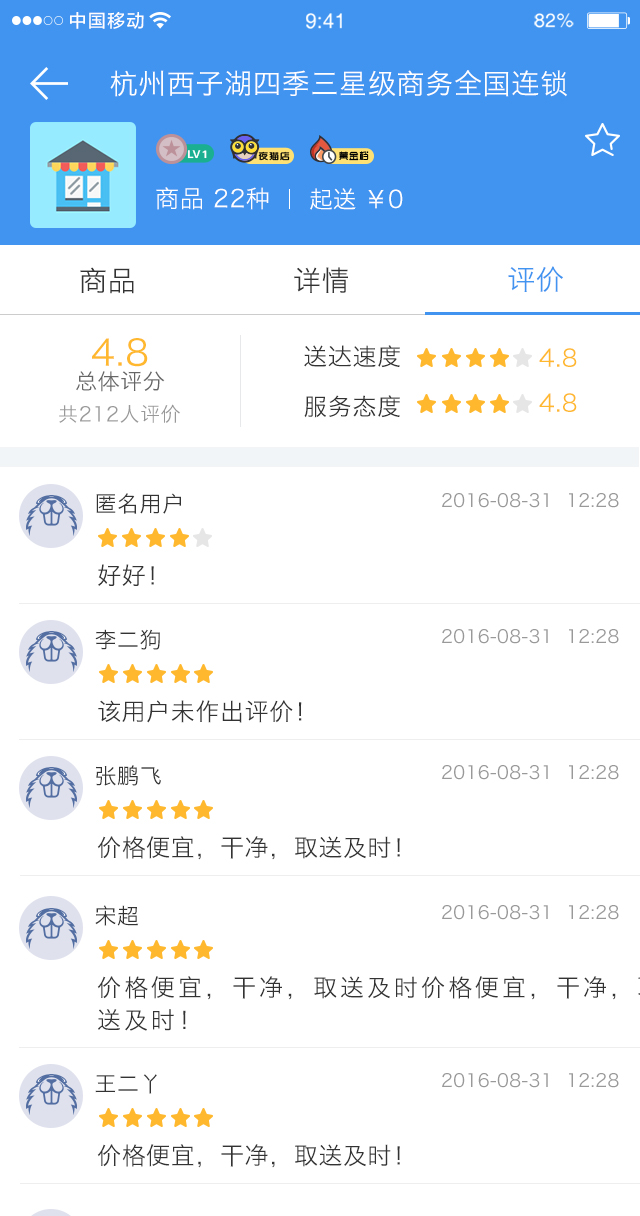 中国移动 9:41 82%
杭州西子湖四季三星级商务全国连锁
LV1 夜猫店 黄金档
商品 22种 起送 ￥0
商品 详情 评价
4.8
总体评分
共212人评价
送达速度 4.8
服务态度 4.8
匿名用户 2016-08-31 12:28
好好！
李二狗 2016-08-31 12:28
该用户未作出评价！
张鹏飞 2016-08-31 12:28
价格便宜，干净，取送及时！
宋超 2016-08-31 12:28
价格便宜，干净，取送及时价格便宜，干净，
送及时！
王二丫 2016-08-31 12:28
价格便宜，干净，取送及时！